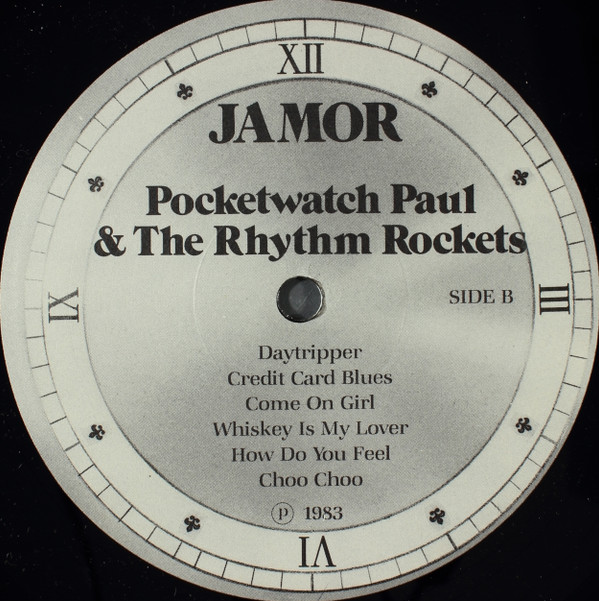 XII
JAMOR
Pocketwatch Paul
& The Rhythm Rockets
IX
SIDE B
III
Daytripper
Credit Card Blues
Come On Girl
Whiskey Is My Lover
How Do You Feel
Choo Choo
℗ 1983
VI